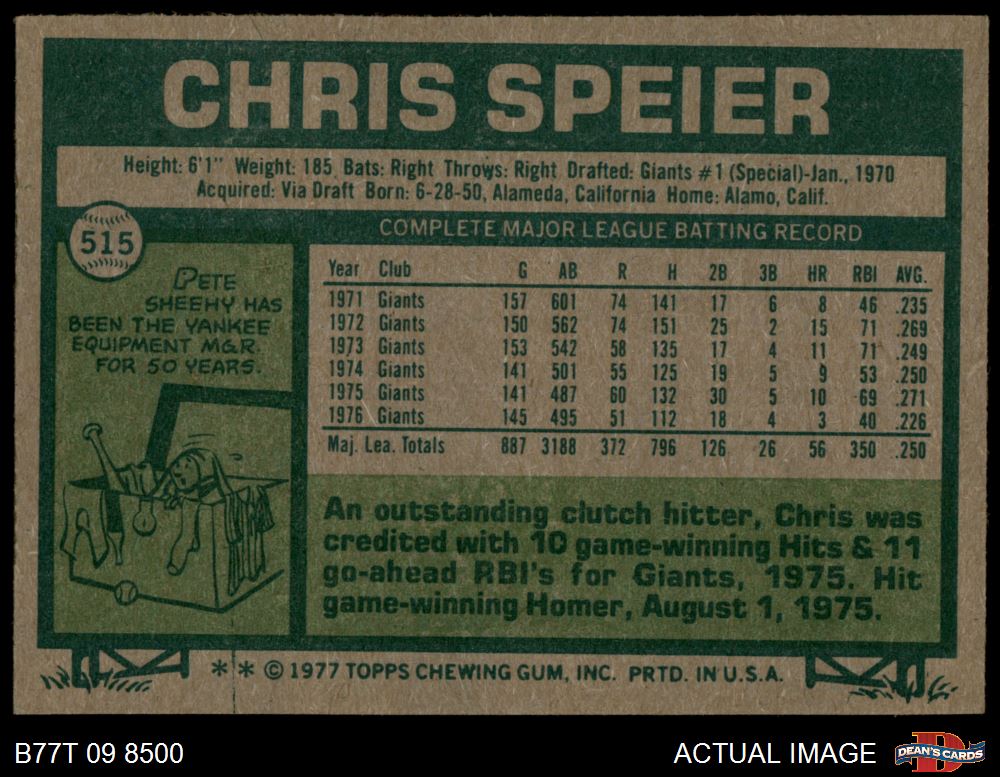 CHRIS SPEIER
Height: 6'1" Weight: 185 Bats: Right Throws: Right Drafted: Giants #1 (Special)-Jan., 1970
Acquired: Via Draft Born: 6-28-50, Alameda, California Home: Alamo, Calif.
515
PETE
SHEEHY HAS
BEEN THE YANKEE
EQUIPMENT MGR.
FOR 50 YEARS.
COMPLETE MAJOR LEAGUE BATTING RECORD
Year Club G AB R H 2B 3B HR RBI AVG.
1971 Giants 157 601 74 141 17 6 8 46 .235
1972 Giants 150 562 74 151 25 2 15 71 .269
1973 Giants 153 542 58 135 17 4 11 71 .249
1974 Giants 141 501 55 125 19 5 9 53 .250
1975 Giants 141 487 60 132 30 5 10 69 .271
1976 Giants 145 495 51 112 18 4 3 40 .226
Maj. Lea. Totals 887 3188 372 796 126 26 56 350 .250
An outstanding clutch hitter, Chris was
credited with 10 game-winning Hits & 11
go-ahead RBI's for Giants, 1975. Hit
game-winning Homer, August 1, 1975.
** © 1977 TOPPS CHEWING GUM, INC. PRTD. IN U.S.A.
B77T 09 8500
ACTUAL IMAGE
D
DEAN'S CARDS